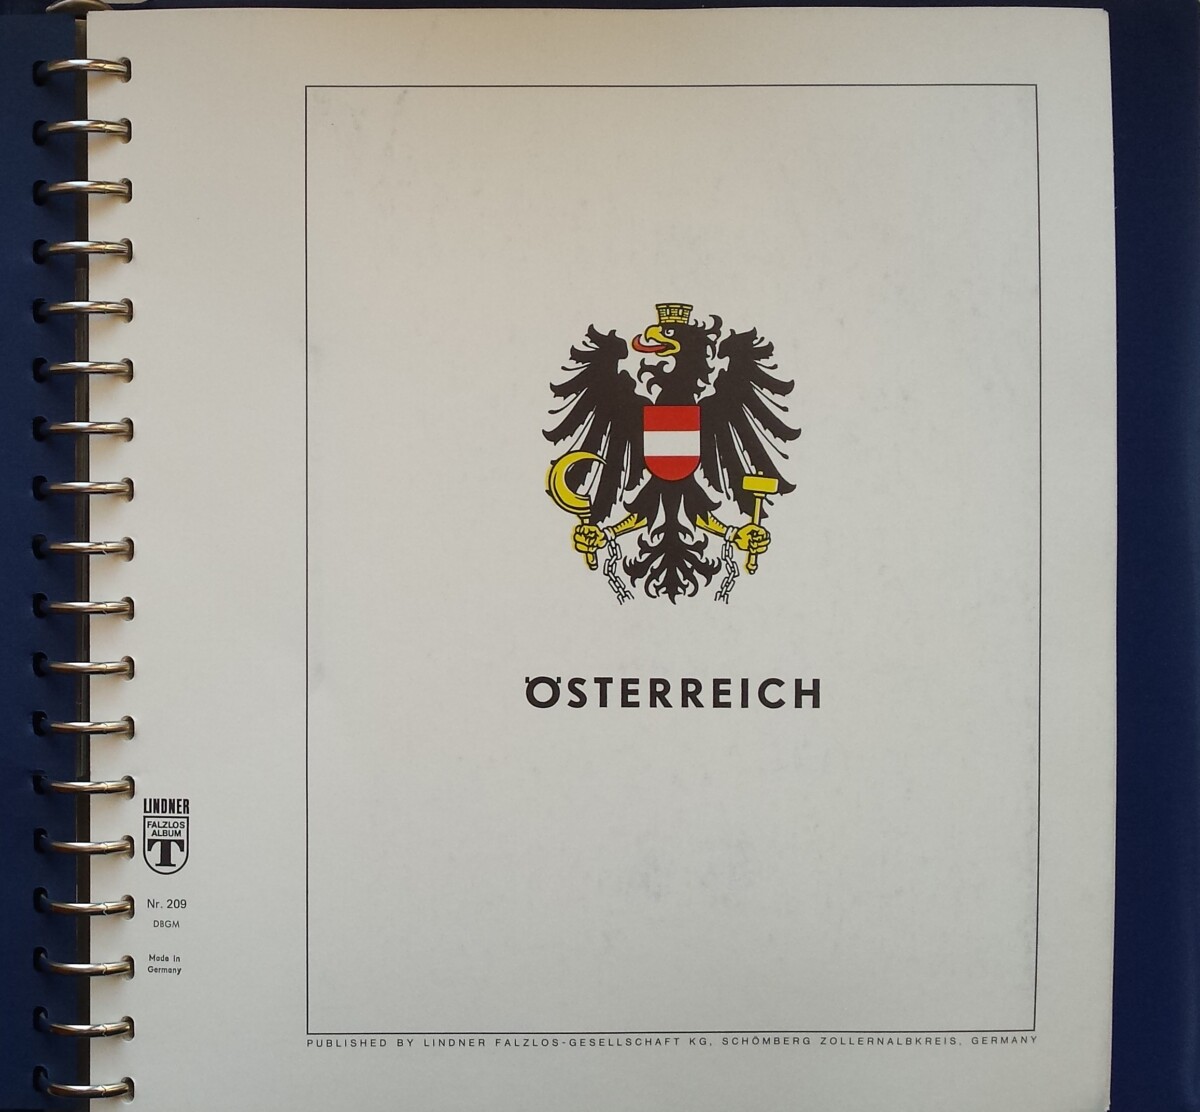 ÖSTERREICH
LINDNER
FALZLOS
ALBUM
T
Nr. 209
DBGM
Made in
Germany
PUBLISHED BY LINDNER FALZLOS-GESELLSCHAFT KG, SCHÖMBERG ZOLLERNALBKREIS, GERMANY